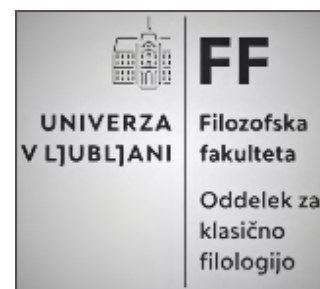 UNIVERZA
V LJUBLJANI
FF
Filozofska
fakulteta
Oddelek za
klasično
filologijo